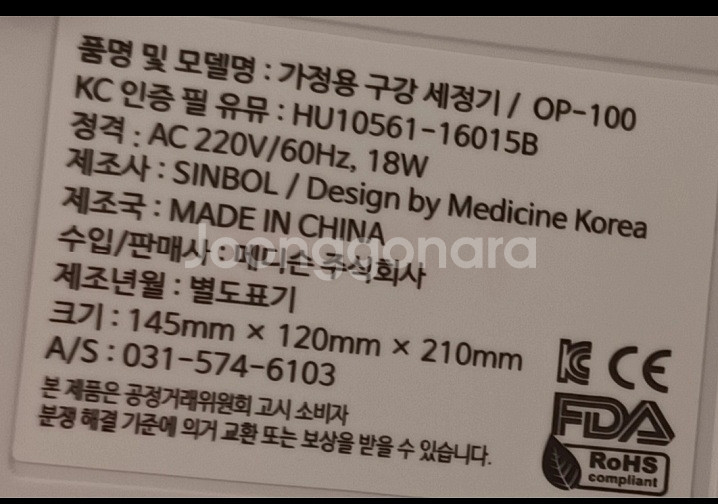 품명 및 모델명 : 가정용 구강 세정기 / OP-100
KC 인증 필 유뮤 : HU10561-16015B
정격 : AC 220V/60Hz, 18W
제조사 : SINBOL / Design by Medicine Korea
제조국 : MADE IN CHINA
수입/판매사 : 메디슨 주식회사
Joonggonara
제조년월 : 별도표기
크기 : 145mm × 120mm × 210mm
A/S : 031-574-6103
본 제품은 공정거래위원회 고시 소비자
분쟁 해결 기준에 의거 교환 또는 보상을 받을 수 있습니다.
KC CE
FDA
RoHS
compliant